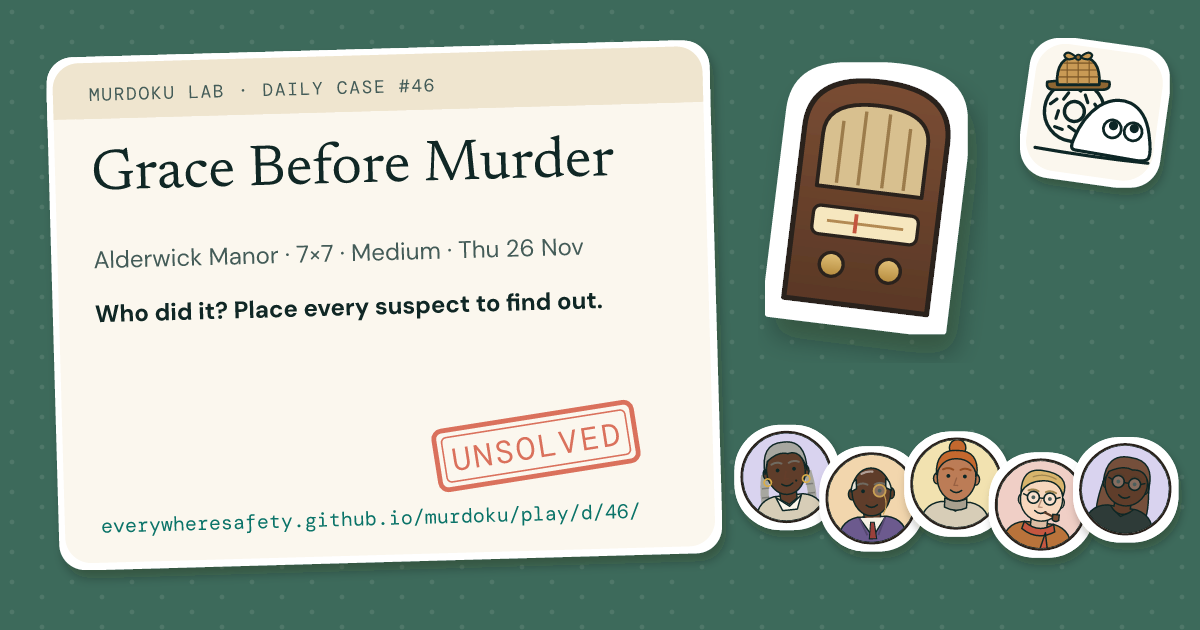 MURDOKU LAB · DAILY CASE #46
Grace Before Murder
Alderwick Manor · 7×7 · Medium · Thu 26 Nov
Who did it? Place every suspect to find out.
UNSOLVED
everywheresafety.github.io/murdoku/play/d/46/